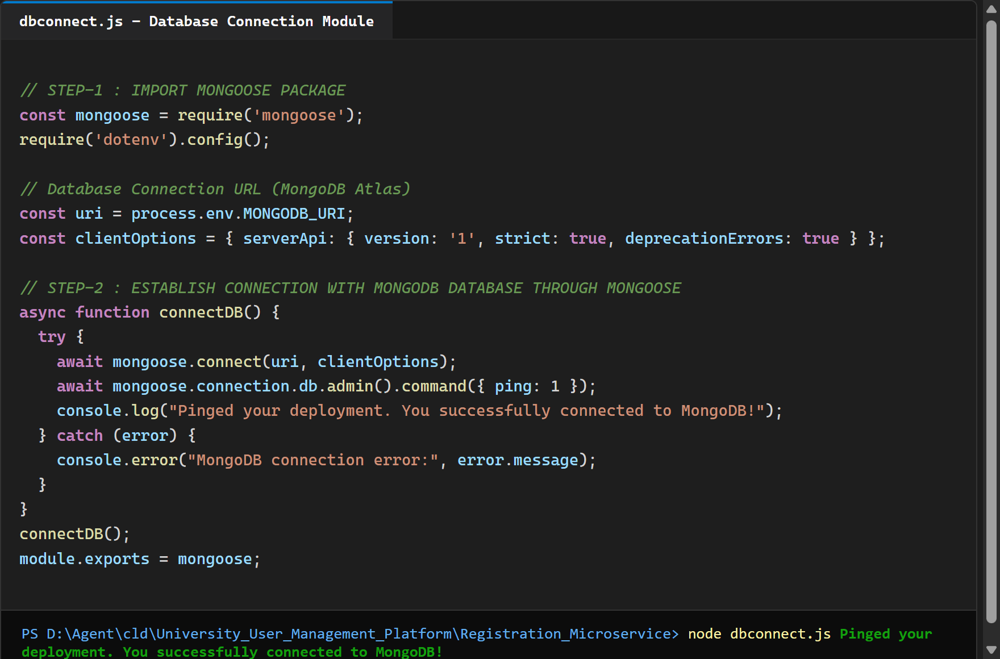 dbconnect.js - Database Connection Module
// STEP-1 : IMPORT MONGOOSE PACKAGE
const mongoose = require('mongoose');
require('dotenv').config();
// Database Connection URL (MongoDB Atlas)
const uri = process.env.MONGODB_URI;
const clientOptions = { serverApi: { version: '1', strict: true, deprecationErrors: true } };
// STEP-2 : ESTABLISH CONNECTION WITH MONGODB DATABASE THROUGH MONGOOSE
async function connectDB() {
  try {
    await mongoose.connect(uri, clientOptions);
    await mongoose.connection.db.admin().command({ ping: 1 });
    console.log("Pinged your deployment. You successfully connected to MongoDB!");
  } catch (error) {
    console.error("MongoDB connection error:", error.message);
  }
}
connectDB();
module.exports = mongoose;
PS D:\Agent\cld\University_User_Management_Platform\Registration_Microservice> node dbconnect.js Pinged your
deployment. You successfully connected to MongoDB!